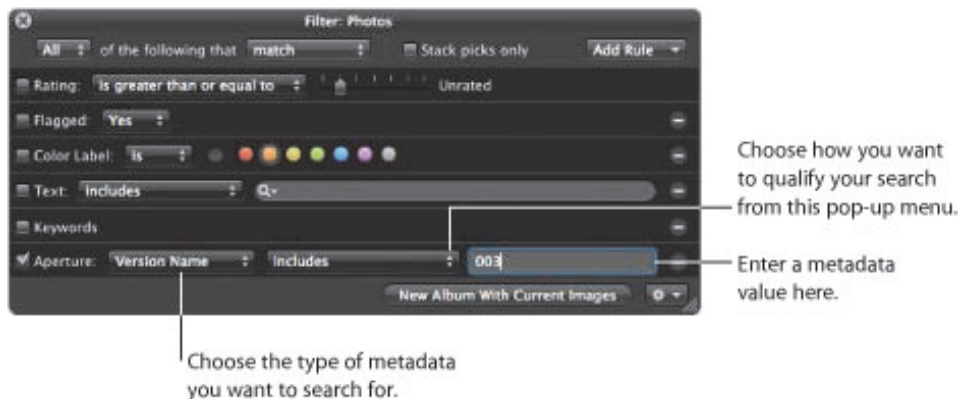 Filter: Photos
All of the following that match Stack picks only Add Rule
Rating: is greater than or equal to Unrated
Flagged: Yes
Color Label: is
Text: includes
Keywords
Aperture: Version Name includes 003
New Album With Current Images
Choose how you want
to qualify your search
from this pop-up menu.
Enter a metadata
value here.
Choose the type of metadata
you want to search for.